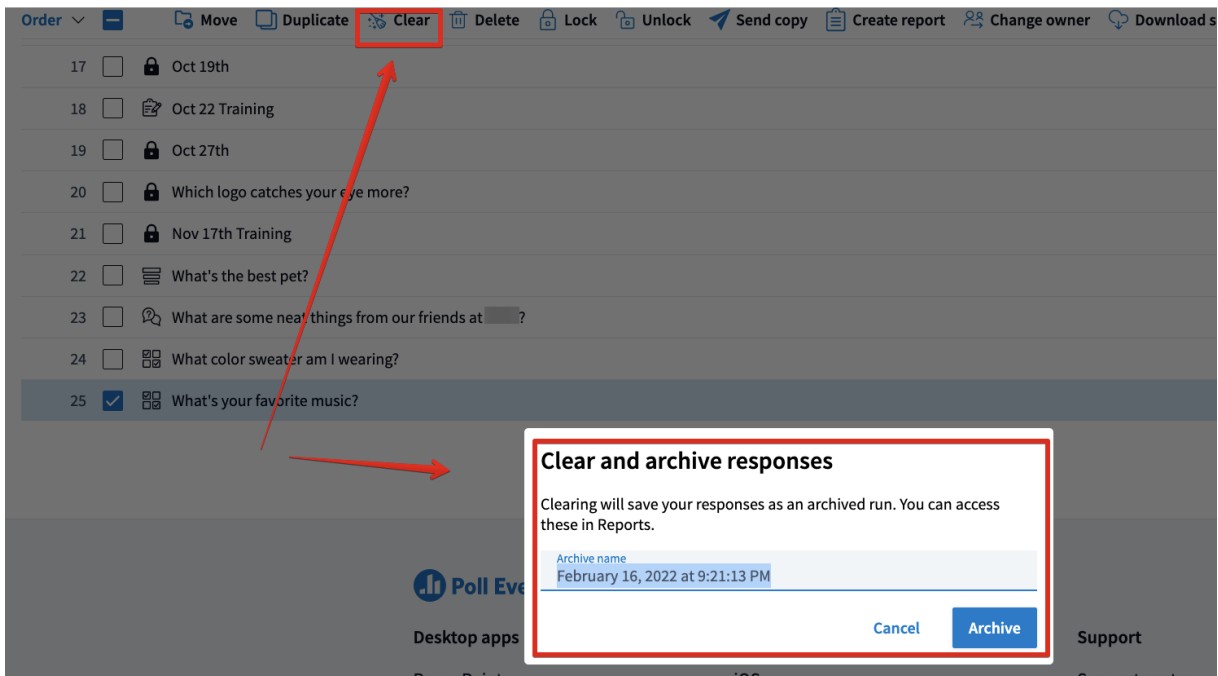 Order Move Duplicate Clear Delete Lock Unlock Send copy Create report Change owner Download s
17 Oct 19th
18 Oct 22 Training
19 Oct 27th
20 Which logo catches your eye more?
21 Nov 17th Training
22 What's the best pet?
23 What are some neat things from our friends at ?
24 What color sweater am I wearing?
25 What's your favorite music?
Clear and archive responses
Clearing will save your responses as an archived run. You can access
these in Reports.
Archive name
February 16, 2022 at 9:21:13 PM
Cancel Archive
Poll Eve
Desktop apps Support